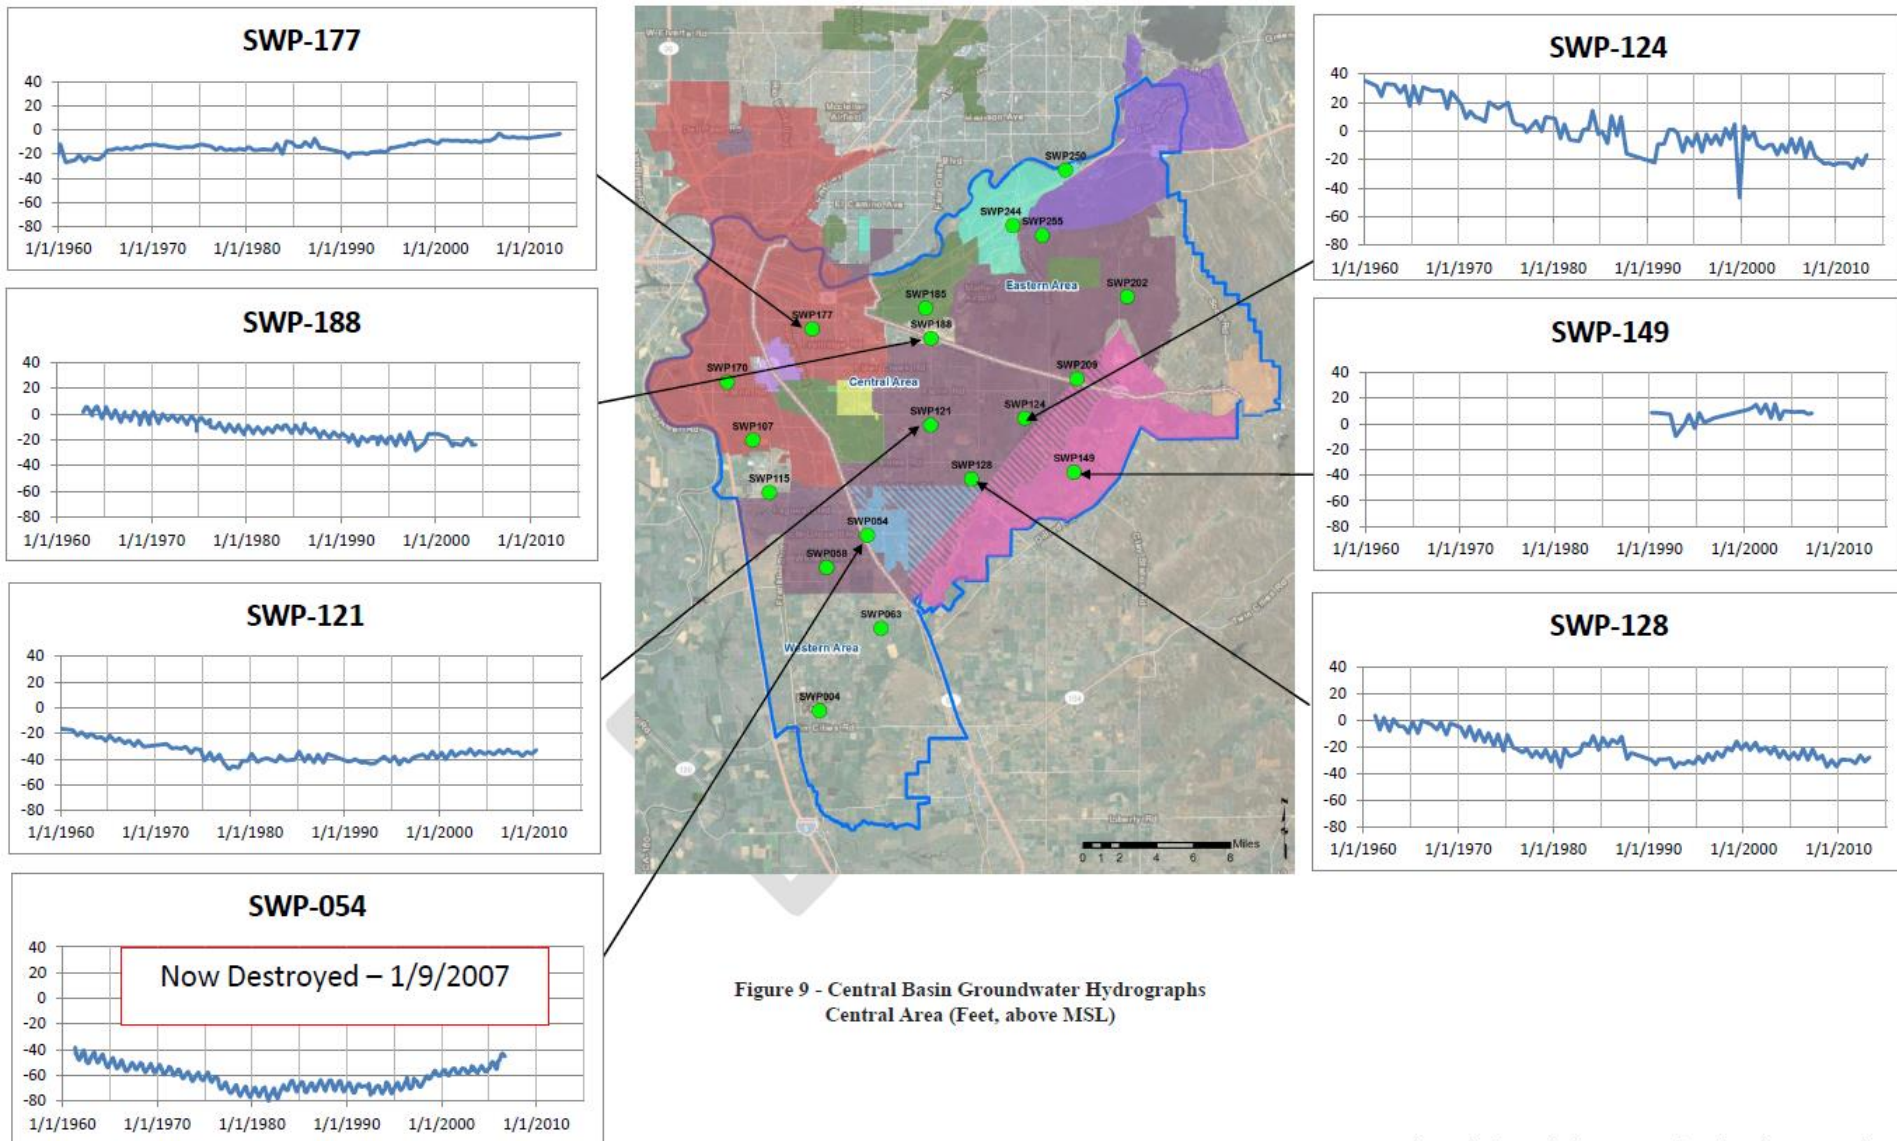 SWP-177
40
20
0
-20
-40
-60
-80
1/1/1960 1/1/1970 1/1/1980 1/1/1990 1/1/2000 1/1/2010
SWP-188
40
20
0
-20
-40
-60
-80
1/1/1960 1/1/1970 1/1/1980 1/1/1990 1/1/2000 1/1/2010
SWP-121
40
20
0
-20
-40
-60
-80
1/1/1960 1/1/1970 1/1/1980 1/1/1990 1/1/2000 1/1/2010
SWP-054
Now Destroyed – 1/9/2007
40
20
0
-20
-40
-60
-80
1/1/1960 1/1/1970 1/1/1980 1/1/1990 1/1/2000 1/1/2010
W Elverta Rd
Madison Ave
El Camino Ave
SWP250
SWP244
SWP255
Eastern Area
SWP202
SWP185
SWP177
SWP188
SWP170
Central Area
SWP209
SWP121
SWP124
SWP107
SWP128
SWP149
SWP115
SWP054
SWP058
SWP063
Western Area
SWP004
Twin Cities Rd
Liberty Rd
Miles
0 1 2 4 6 8
Figure 9 - Central Basin Groundwater Hydrographs
Central Area (Feet, above MSL)
SWP-124
40
20
0
-20
-40
-60
-80
1/1/1960 1/1/1970 1/1/1980 1/1/1990 1/1/2000 1/1/2010
SWP-149
40
20
0
-20
-40
-60
-80
1/1/1960 1/1/1970 1/1/1980 1/1/1990 1/1/2000 1/1/2010
SWP-128
40
20
0
-20
-40
-60
-80
1/1/1960 1/1/1970 1/1/1980 1/1/1990 1/1/2000 1/1/2010